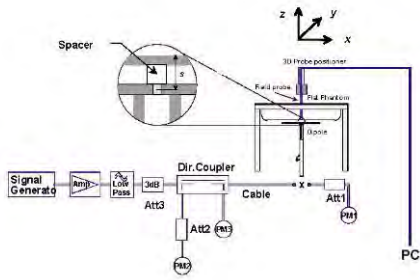 z
y
x
Spacer
s
3D Probe positioner
Field probe
Flat Phantom
Dipole
Signal
Generato
Amp
Low
Pass
3dB
Att3
Dir.Coupler
Cable
x
Att1
PM1
Att2
PM3
PM2
PC